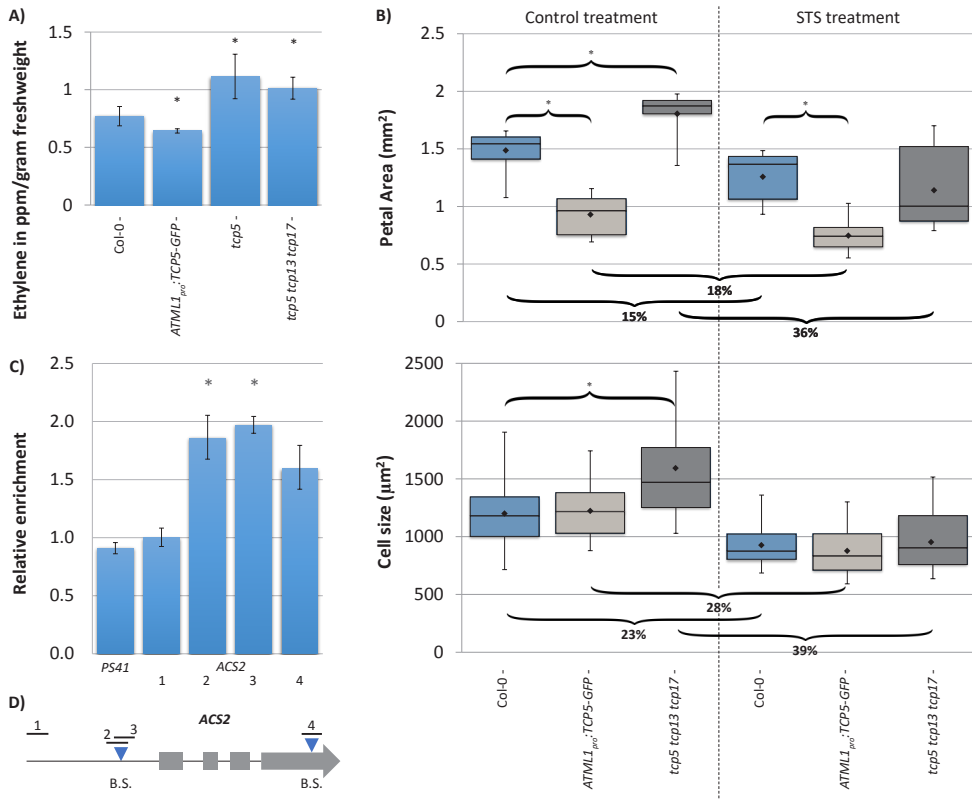 A)
Ethylene in ppm/gram freshweight
1.5
1
0.5
0
*
*
*
Col-0 -
ATML1pro:TCP5-GFP -
tcp5 -
tcp5 tcp13 tcp17 -
B)
Control treatment
STS treatment
Petal Area (mm²)
2.5
2
1.5
1
0.5
0
*
*
*
18%
15%
36%
Cell size (µm²)
2500
2000
1500
1000
500
0
*
28%
23%
39%
Col-0 -
ATML1pro:TCP5-GFP -
tcp5 tcp13 tcp17 -
Col-0 -
ATML1pro:TCP5-GFP -
tcp5 tcp13 tcp17 -
C)
Relative enrichment
2.5
2.0
1.5
1.0
0.5
0.0
*
*
PS41
ACS2
1
2
3
4
D)
ACS2
1
2
3
4
B.S.
B.S.